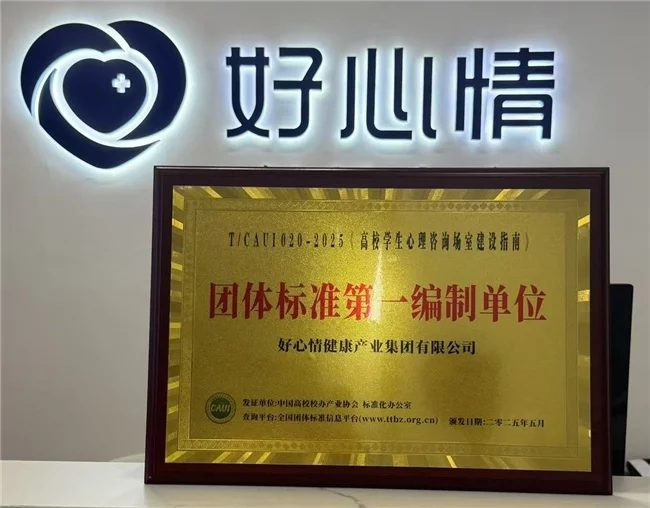 好心情
T/CAUI020-2025《高校学生心理咨询场室建设指南》
团体标准第一编制单位
好心情健康产业集团有限公司
CAUI
发证单位:中国高校校办产业协会 标准化办公室
查询平台:全国团体标准信息平台(www.ttbz.org.cn) 颁发日期:二零二五年五月